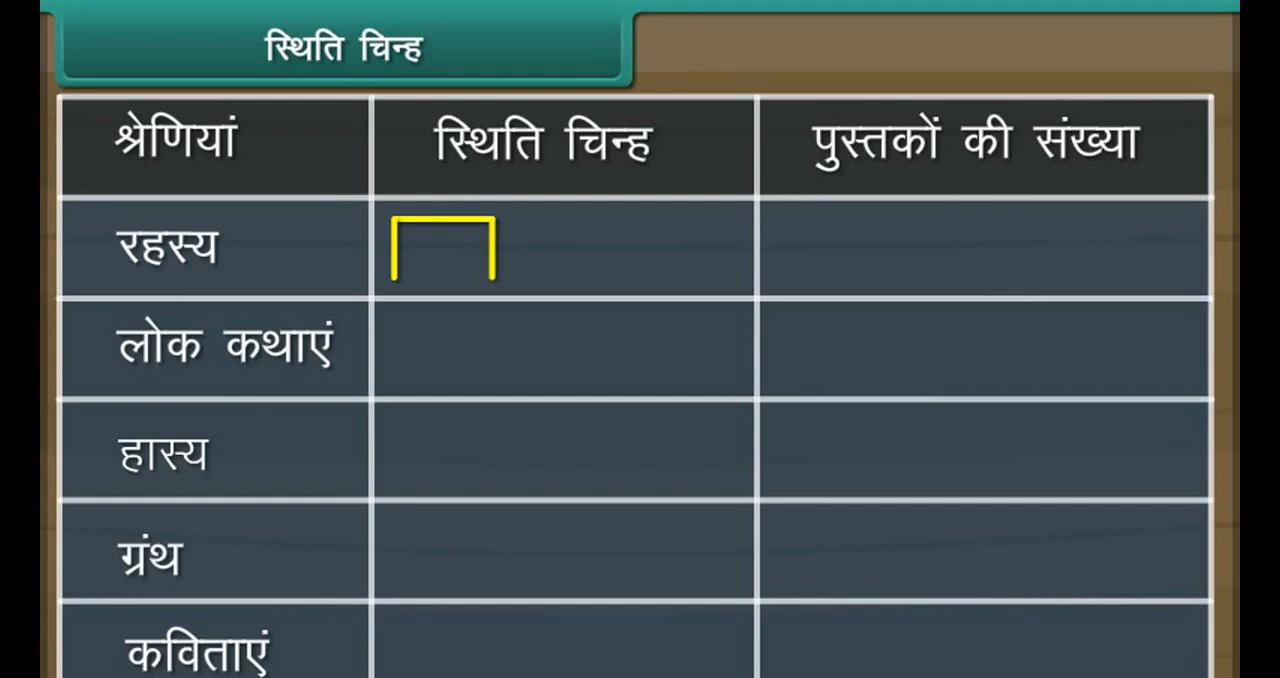 स्थिति चिन्ह
श्रेणियां स्थिति चिन्ह पुस्तकों की संख्या
रहस्य
लोक कथाएं
हास्य
ग्रंथ
कविताएं